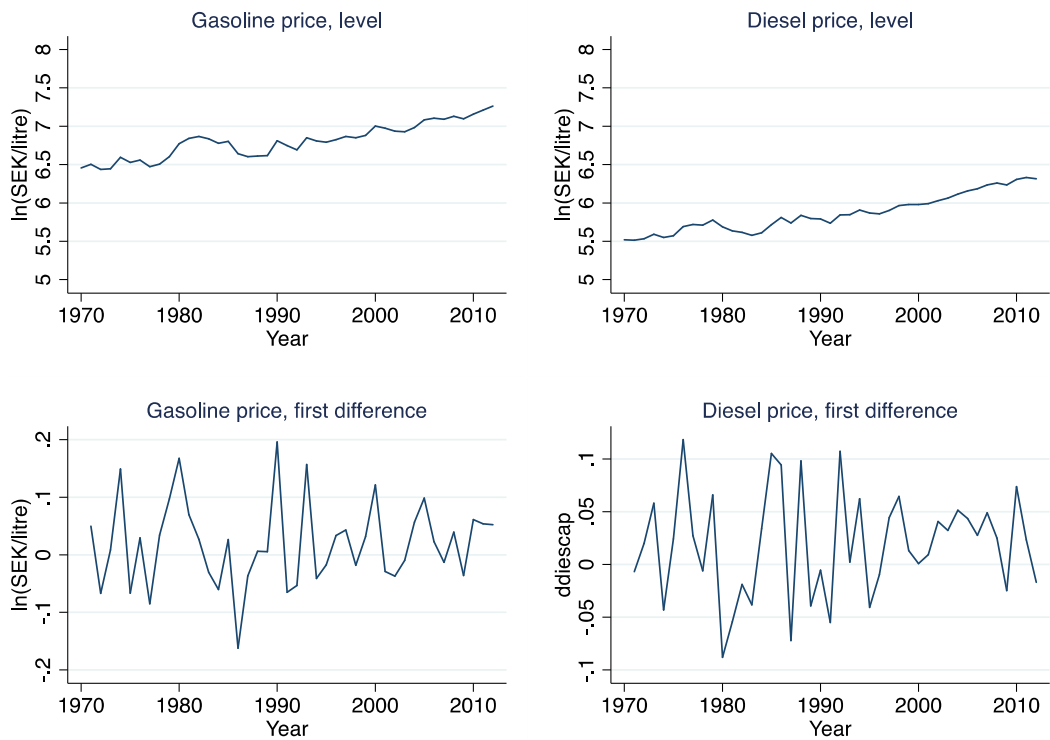 Gasoline price, level
ln(SEK/litre)
8
7.5
7
6.5
6
5.5
5
1970 1980 1990 2000 2010
Year
Diesel price, level
ln(SEK/litre)
8
7.5
7
6.5
6
5.5
5
1970 1980 1990 2000 2010
Year
Gasoline price, first difference
ln(SEK/litre)
.2
.1
0
-.1
-.2
1970 1980 1990 2000 2010
Year
Diesel price, first difference
ddiescap
.1
.05
0
-.05
-.1
1970 1980 1990 2000 2010
Year